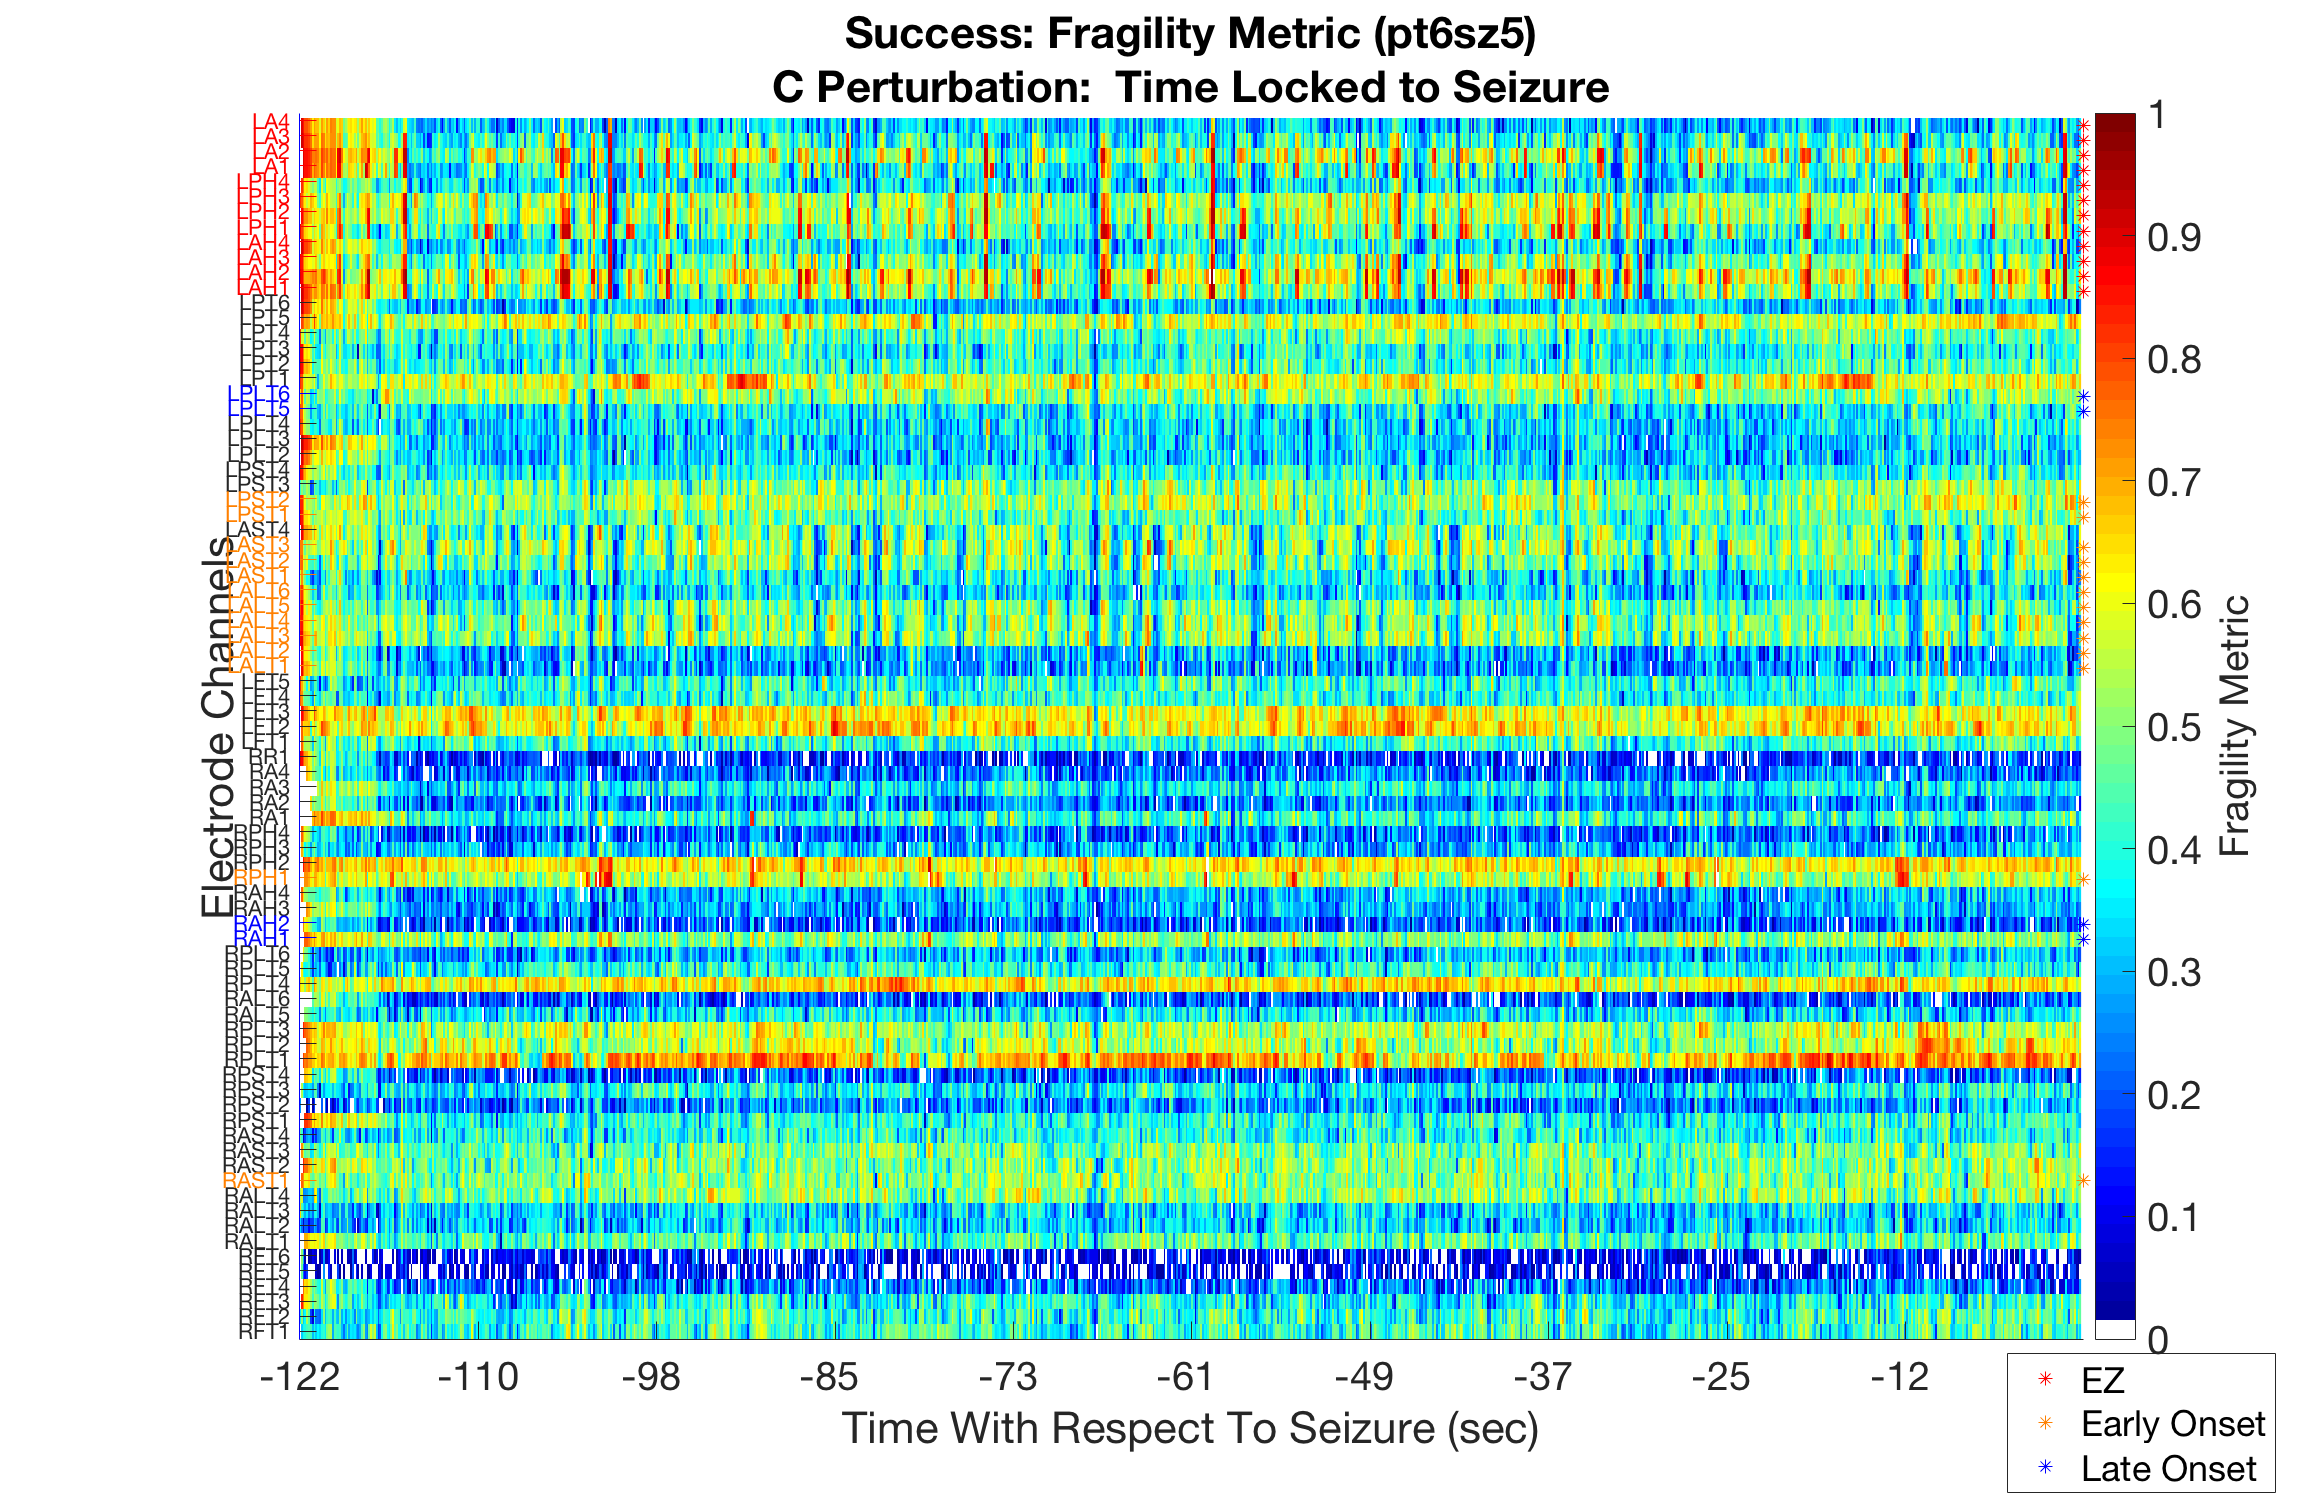 Success: Fragility Metric (pt6sz5)
C Perturbation: Time Locked to Seizure
LA4
LA3
LA2
LA1
LPH4
LPH3
LPH2
LPH1
LAH4
LAH3
LAH2
LAH1
LPT6
LPT5
LPT4
LPT3
LPT2
LPT1
LPLT6
LPLT5
LPLT4
LPLT3
LPLT2
LPST4
LPST3
LPST2
LPST1
LAST4
LAST3
LAST2
LAST1
LALT6
LALT5
LALT4
LALT3
LALT2
LALT1
LFT5
LFT4
LFT3
LFT2
LFT1
RR1
RA4
RA3
RA2
RA1
RPH4
RPH3
RPH2
RPH1
RAH4
RAH3
RAH2
RAH1
RPLT6
RPLT5
RPLT4
RALT6
RALT5
RPLT3
RPLT2
RPLT1
RPST4
RPST3
RPST2
RPST1
RAST4
RAST3
RAST2
RAST1
RALT4
RALT3
RALT2
RALT1
RFT6
RFT5
RFT4
RFT3
RFT2
RFT1
Electrode Channels
-122 -110 -98 -85 -73 -61 -49 -37 -25 -12
Time With Respect To Seizure (sec)
1
0.9
0.8
0.7
0.6
0.5
0.4
0.3
0.2
0.1
0
Fragility Metric
EZ
Early Onset
Late Onset